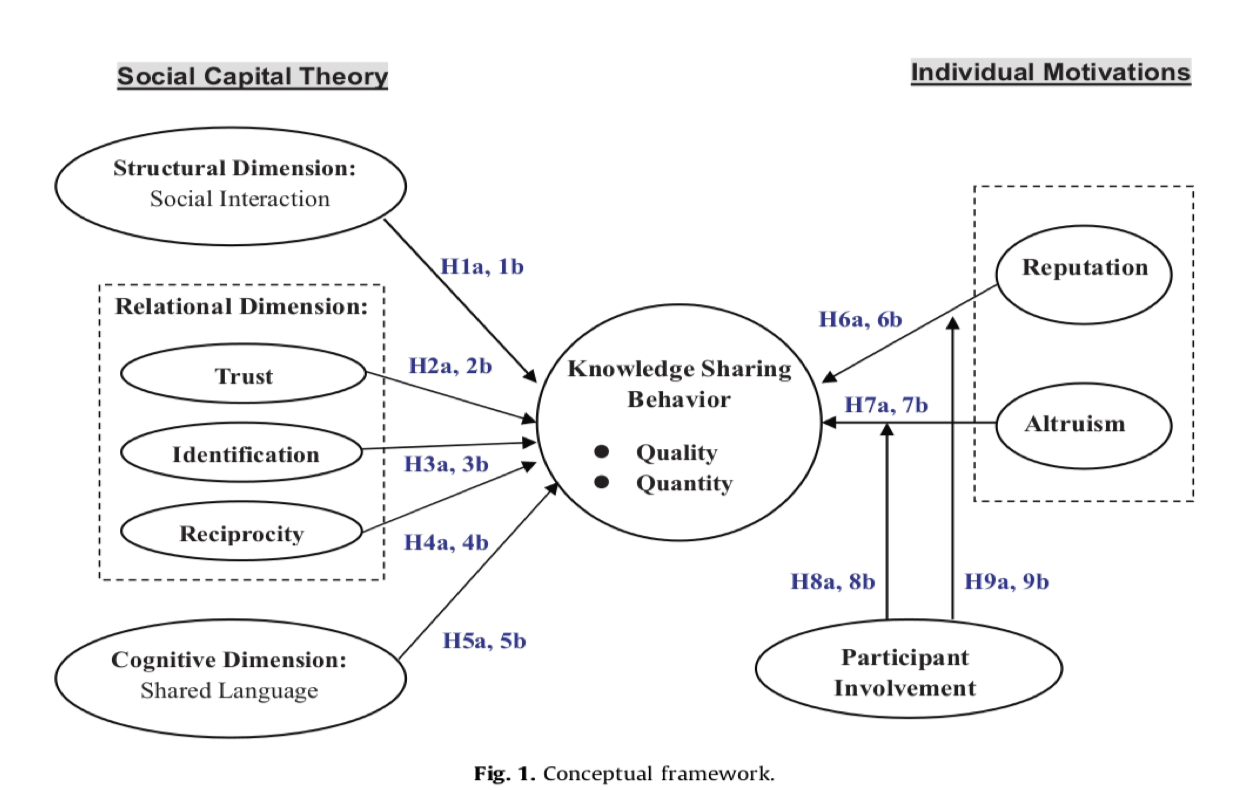 Social Capital Theory
Individual Motivations
Structural Dimension:
Social Interaction
H1a, 1b
Relational Dimension:
Trust
H2a, 2b
Identification
H3a, 3b
Reciprocity
H4a, 4b
Cognitive Dimension:
Shared Language
H5a, 5b
Knowledge Sharing
Behavior
● Quality
● Quantity
Reputation
H6a, 6b
Altruism
H7a, 7b
H8a, 8b
H9a, 9b
Participant
Involvement
Fig. 1. Conceptual framework.